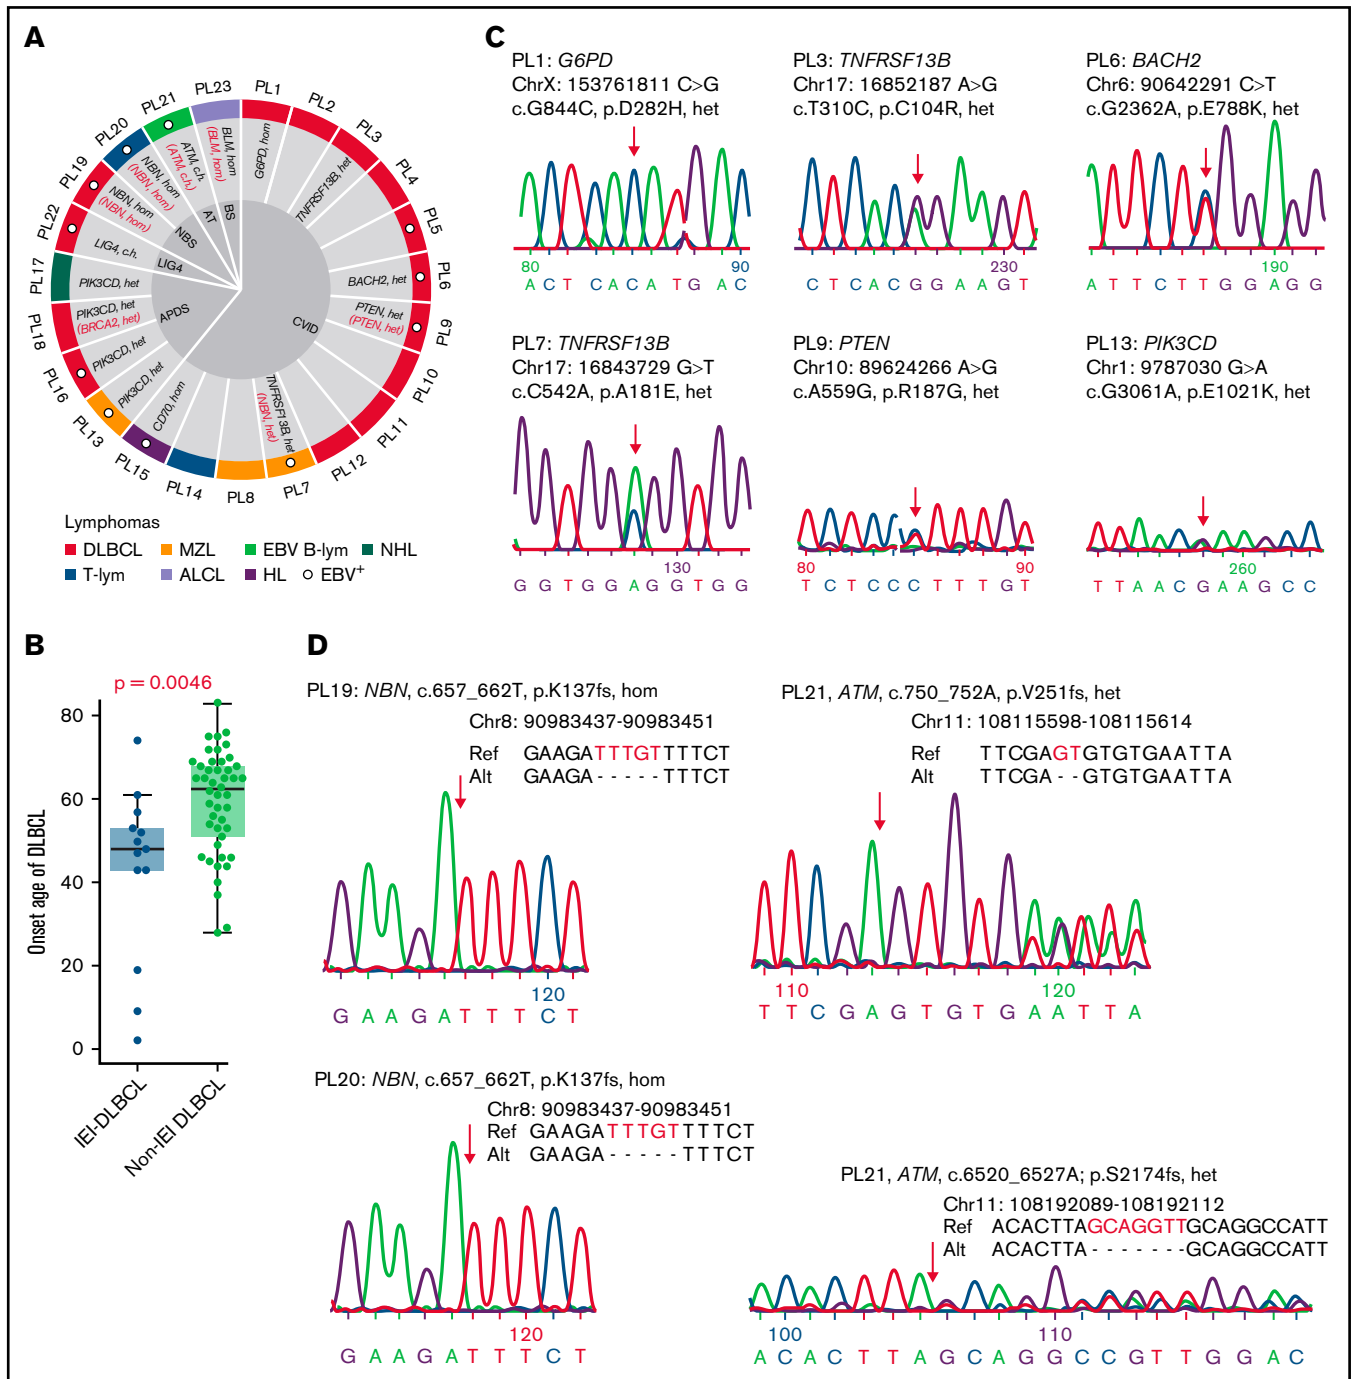 A
PL1
PL2
PL3
PL4
PL5
PL6
PL9
PL10
PL11
PL12
PL7
PL8
PL14
PL15
PL13
PL16
PL18
PL17
PL22
PL19
PL20
PL21
PL23
G6PD, hom
TNFRSF13B, het
BACH2, het
PTEN, het
(PTEN, het)
TNFRSF13B, het
(NBN, het)
CD70, hom
PIK3CD, het
PIK3CD, het
PIK3CD, het
(BRCA2, het)
PIK3CD, het
LIG4, c.h.
NBN, hom
(NBN, hom)
NBN, hom
(NBN, hom)
ATM, c.h.
(ATM, c.h.)
BLM, hom
(BLM, hom)
CVID
APDS
LIG4
NBS
AT
BS
Lymphomas
DLBCL MZL EBV B-lym NHL
T-lym ALCL HL EBV+
B
p = 0.0046
Onset age of DLBCL
80
60
40
20
0
IEI-DLBCL
Non-IEI DLBCL
C
PL1: G6PD
ChrX: 153761811 C>G
c.G844C, p.D282H, het
80 90
A C T C A C A T G A C
PL3: TNFRSF13B
Chr17: 16852187 A>G
c.T310C, p.C104R, het
230
C T C A C G G A A G T
PL6: BACH2
Chr6: 90642291 C>T
c.G2362A, p.E788K, het
190
A T T C T T G G A G G
PL7: TNFRSF13B
Chr17: 16843729 G>T
c.C542A, p.A181E, het
130
G G T G G A G G T G G
PL9: PTEN
Chr10: 89624266 A>G
c.A559G, p.R187G, het
80 90
T C T C C C T T T G T
PL13: PIK3CD
Chr1: 9787030 G>A
c.G3061A, p.E1021K, het
260
T T A A C G A A G C C
D
PL19: NBN, c.657_662T, p.K137fs, hom
Chr8: 90983437-90983451
Ref GAAGATTTGTTTTCT
Alt GAAGA-----TTTCT
120
G A A G A T T T C T
PL21, ATM, c.750_752A, p.V251fs, het
Chr11: 108115598-108115614
Ref TTCGAGTGTGTGAATTA
Alt TTCGA--GTGTGAATTA
110 120
T T C G A G T G T G A A T T A
PL20: NBN, c.657_662T, p.K137fs, hom
Chr8: 90983437-90983451
Ref GAAGATTTGTTTTCT
Alt GAAGA-----TTTCT
120
G A A G A T T T C T
PL21, ATM, c.6520_6527A; p.S2174fs, het
Chr11: 108192089-108192112
Ref ACACTTAGCAGGTTGCAGGCCATT
Alt ACACTTA-------GCAGGCCATT
100 110
A C A C T T A G C A G G C C G T T G G A C